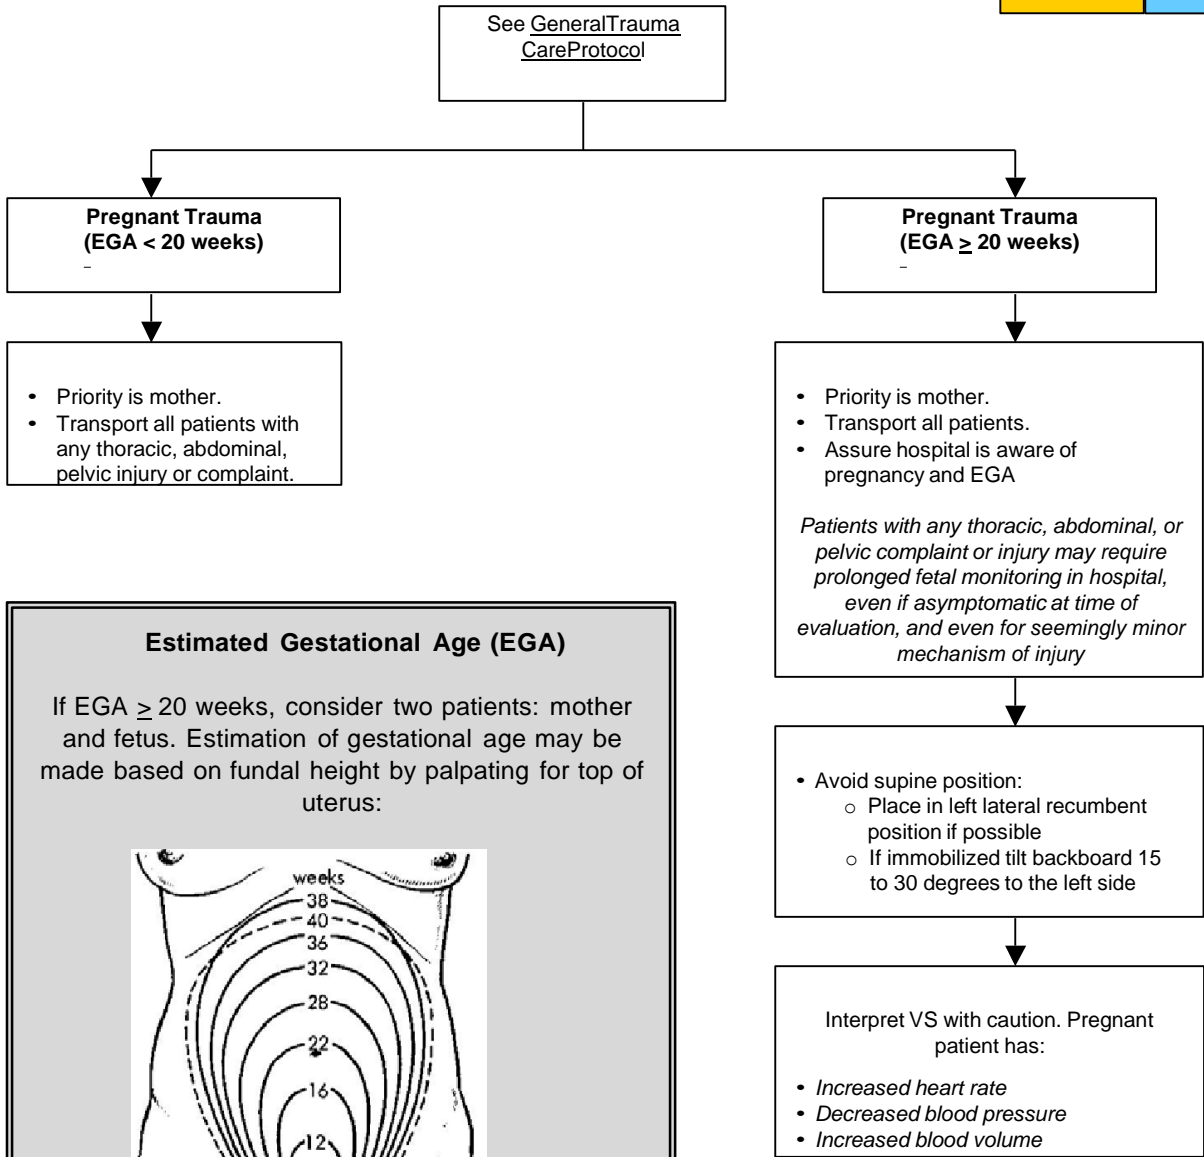 See GeneralTrauma
CareProtocol
Pregnant Trauma
(EGA < 20 weeks)
–
Pregnant Trauma
(EGA ≥ 20 weeks)
–
• Priority is mother.
• Transport all patients with
any thoracic, abdominal,
pelvic injury or complaint.
• Priority is mother.
• Transport all patients.
• Assure hospital is aware of
pregnancy and EGA
Patients with any thoracic, abdominal, or
pelvic complaint or injury may require
prolonged fetal monitoring in hospital,
even if asymptomatic at time of
evaluation, and even for seemingly minor
mechanism of injury
Estimated Gestational Age (EGA)
If EGA ≥ 20 weeks, consider two patients: mother
and fetus. Estimation of gestational age may be
made based on fundal height by palpating for top of
uterus:
weeks
38
40
36
32
28
22
16
12
• Avoid supine position:
o Place in left lateral recumbent
position if possible
o If immobilized tilt backboard 15
to 30 degrees to the left side
Interpret VS with caution. Pregnant
patient has:
• Increased heart rate
• Decreased blood pressure
• Increased blood volume